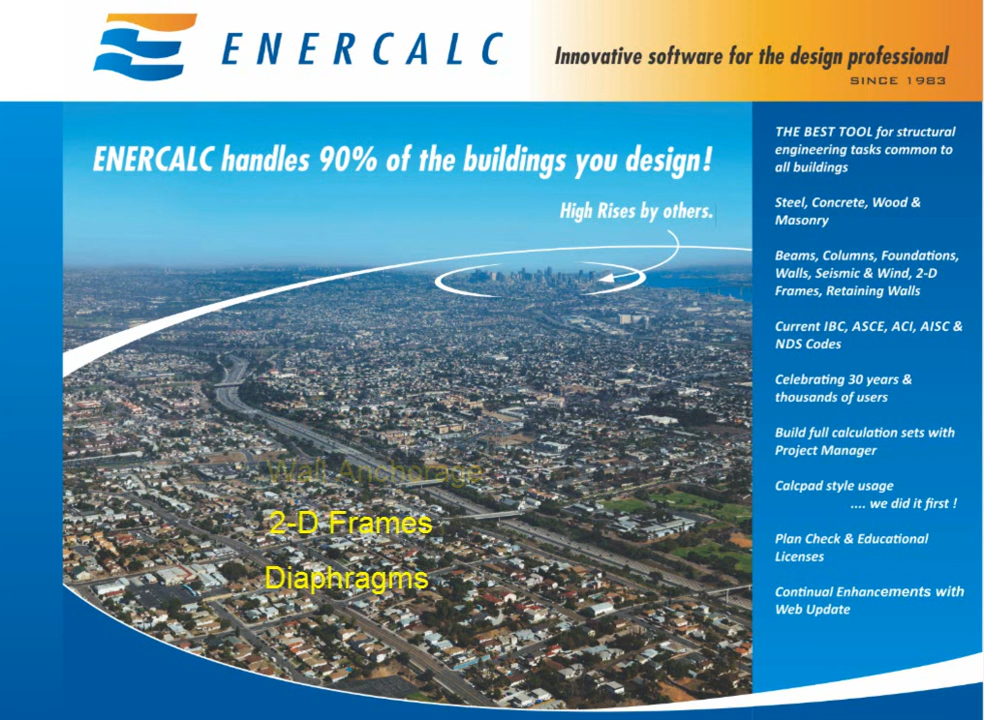 ENERCALC
Innovative software for the design professional
SINCE 1983
ENERCALC handles 90% of the buildings you design!
High Rises by others.
THE BEST TOOL for structural
engineering tasks common to
all buildings
Steel, Concrete, Wood &
Masonry
Beams, Columns, Foundations,
Walls, Seismic & Wind, 2-D
Frames, Retaining Walls
Current IBC, ASCE, ACI, AISC &
NDS Codes
Celebrating 30 years &
thousands of users
Build full calculation sets with
Project Manager
Calcpad style usage
.... we did it first !
Plan Check & Educational
Licenses
Continual Enhancements with
Web Update
Wall Anchorage
2-D Frames
Diaphragms